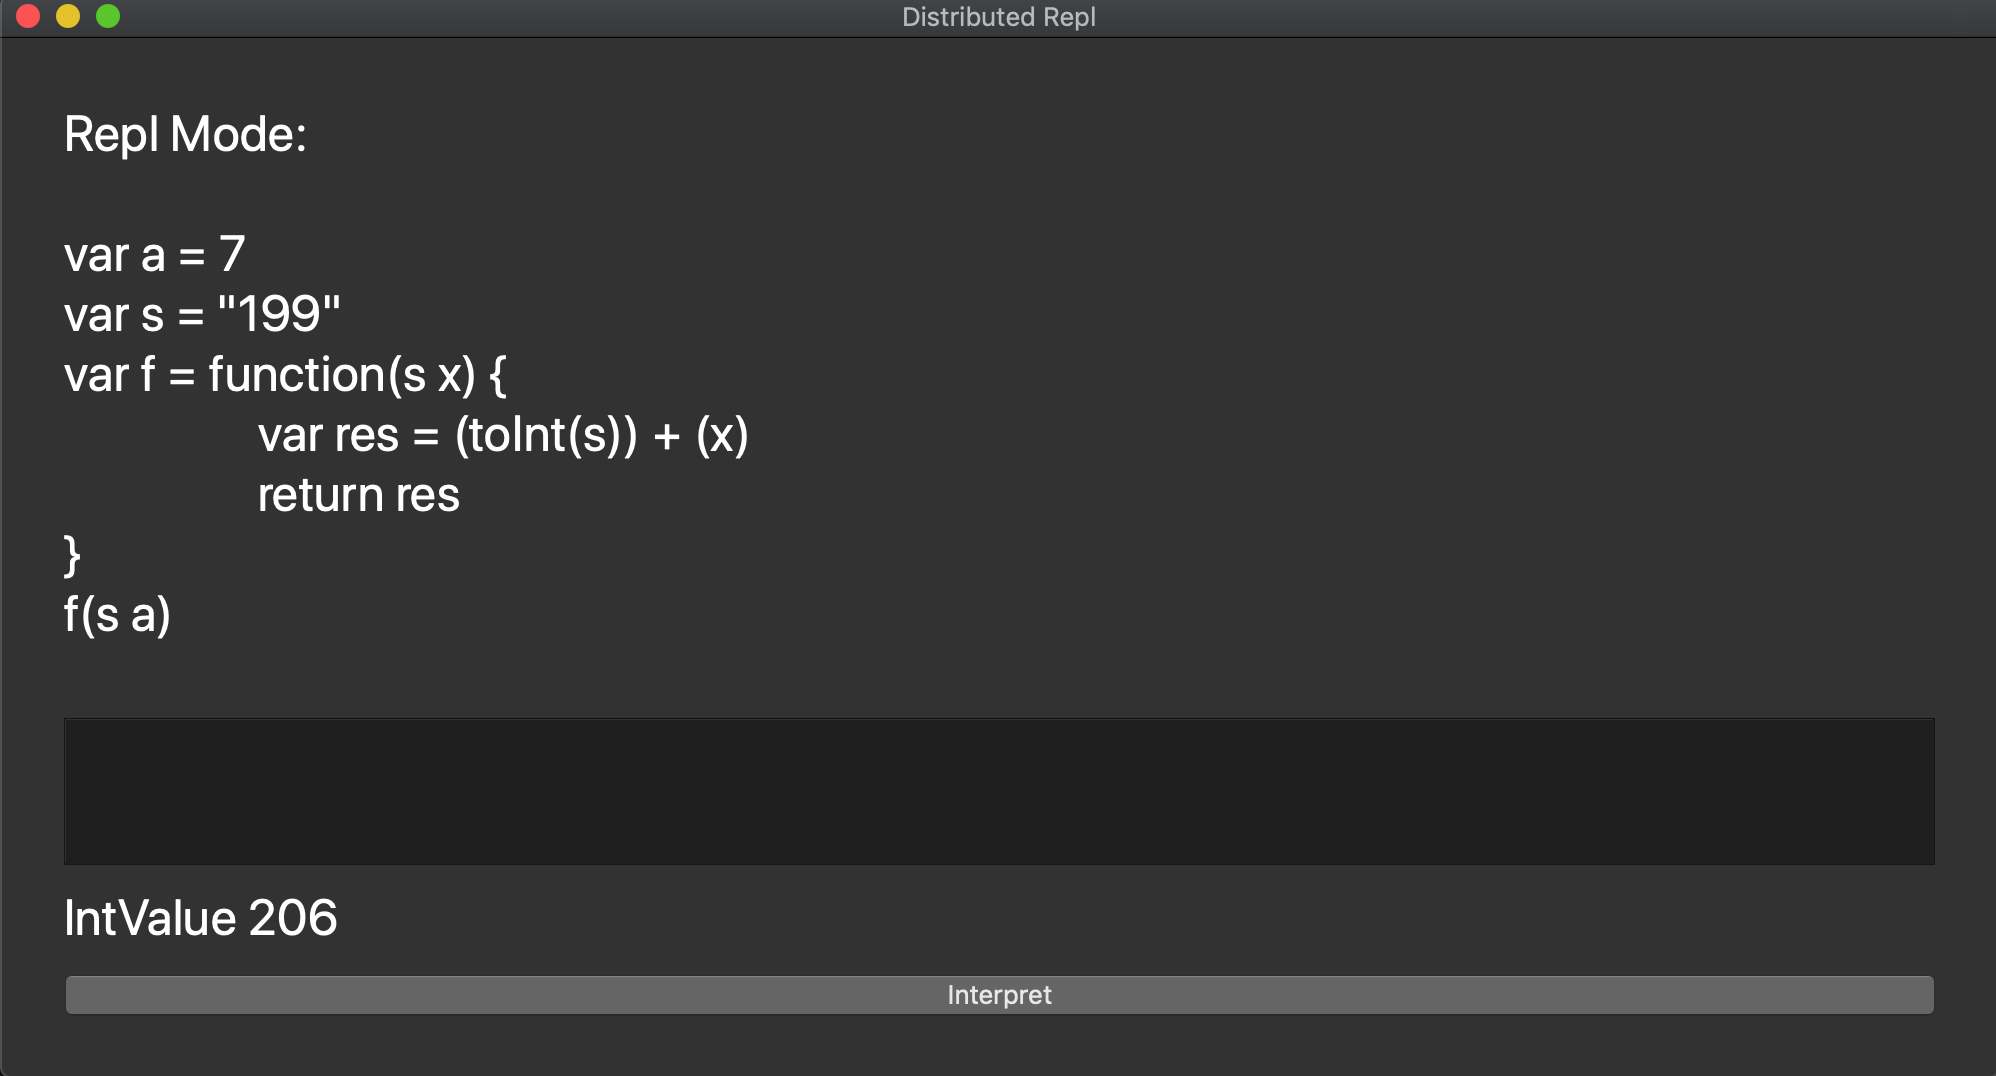 Distributed Repl
Repl Mode:
var a = 7
var s = "199"
var f = function(s x) {
var res = (toInt(s)) + (x)
return res
}
f(s a)
IntValue 206
Interpret